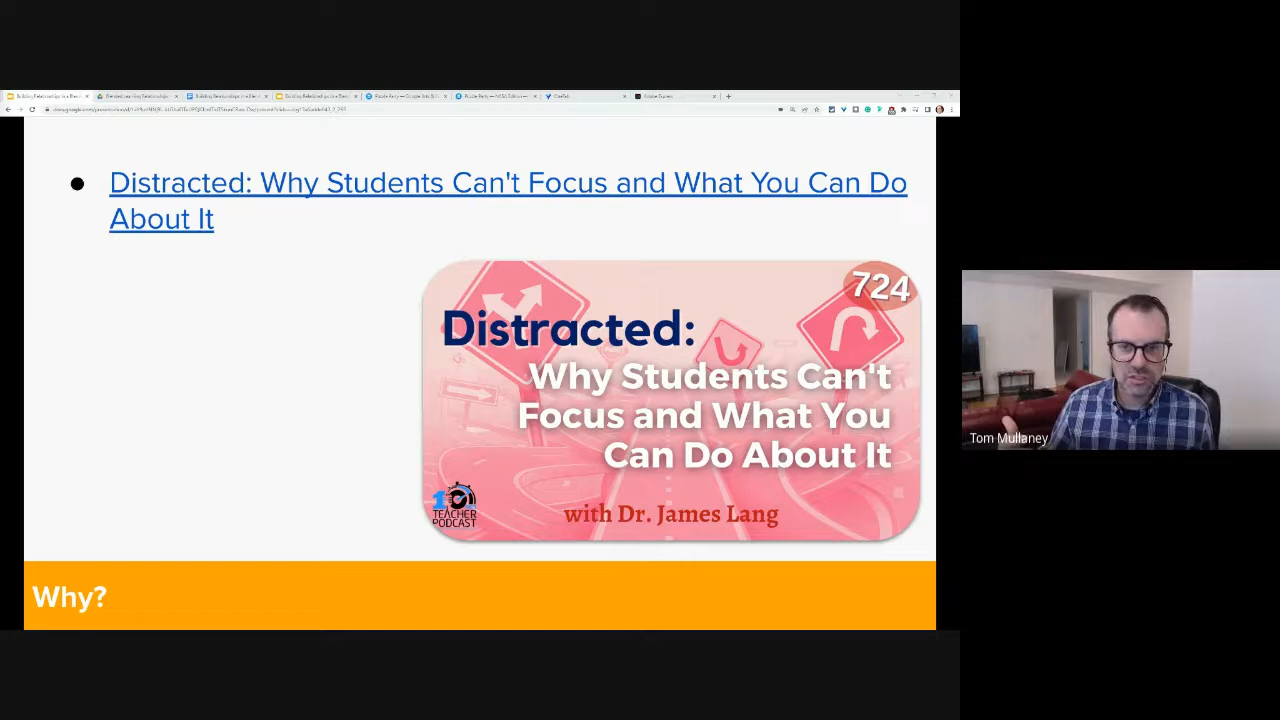 Distracted: Why Students Can't Focus and What You Can Do
About It
724
Distracted:
Why Students Can't
Focus and What You
Can Do About It
with Dr. James Lang
10
TEACHER
PODCAST
Why?
Tom Mullaney